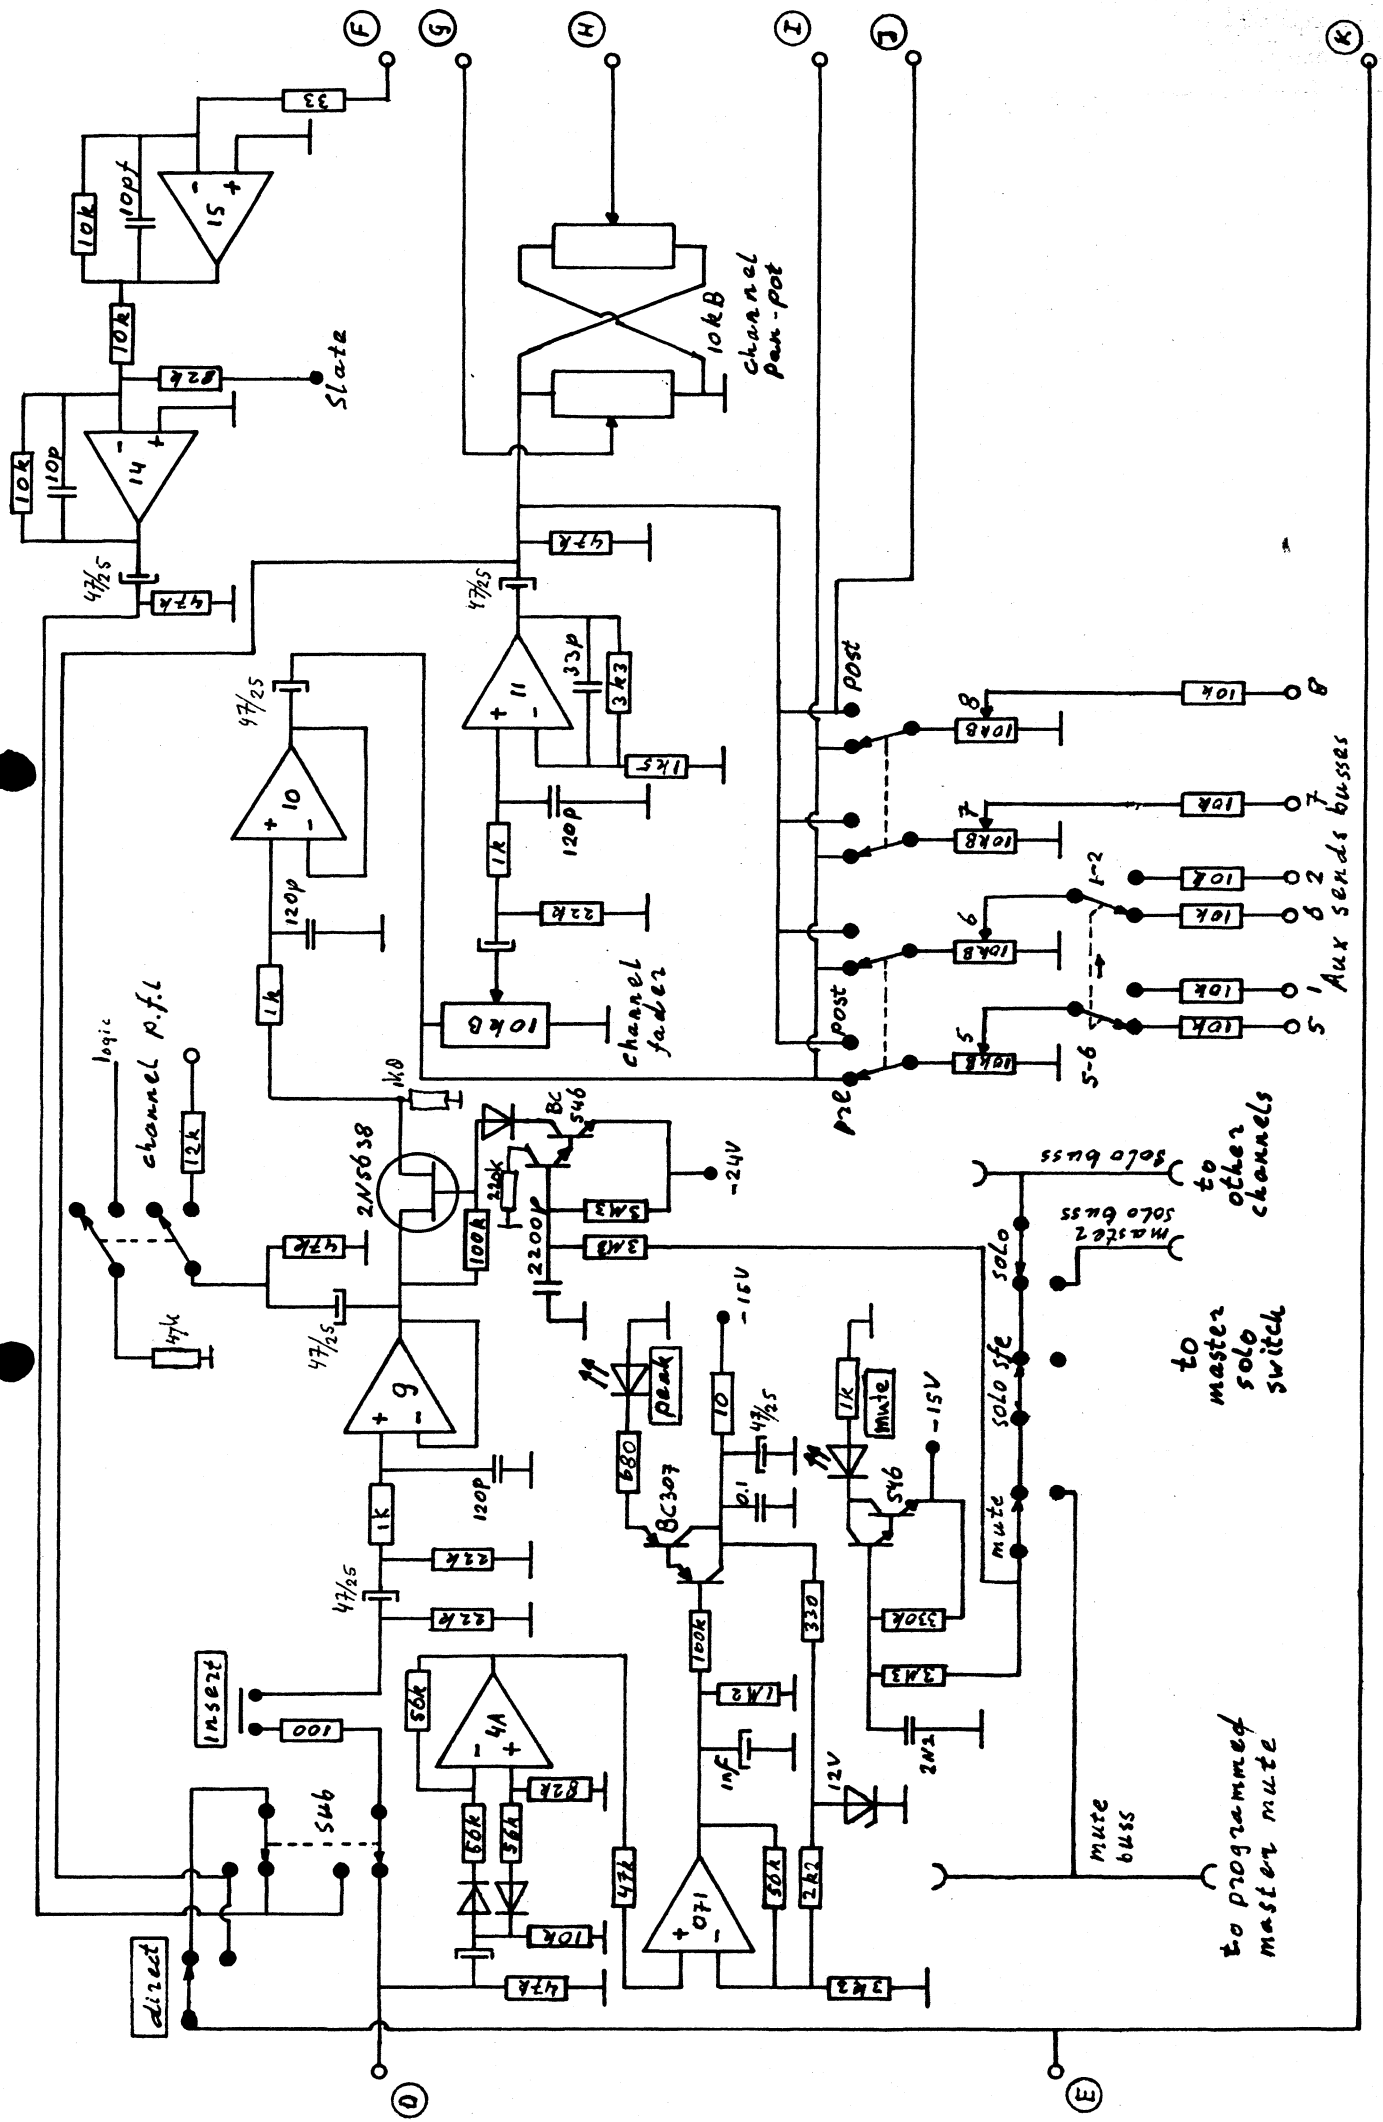 F
G
H
I
J
K
33
10k
10pf
- + 15
10k
82k
Slate
10k
10p
- + 14
47/25
47k
10kB
channel
pan-pot
47k
47/25
+ - 11
33p
3k3
1k5
1k
120p
22k
10kB
channel
fader
47/25
+ - 10
120p
1k
1k0
logic
channel p.f.l
12k
47k
47k
47/25
2N5638
100k
220k
BC
546
2200p
3M3
3M3
-24V
+ - 9
1k
120p
22k
47/25
22k
insert
100
sub
direct
D
47k
10k
56k
56k
82k
56k
- + 4A
47k
+ - 071
56k
2k2
3k3
1nF
1M2
100k
330
12V
BC307
680
peak
10
-15V
47/25
0.1
1k
mute
546
-15V
330k
3M3
2N2
mute
solo sfe
solo
solo buss
master
solo buss
to
other
channels
to
master
solo
switch
mute
buss
to programmed
master mute
E
pre
post
post
10kB
5
10kB
6
10kB
7
10kB
8
5-6
1-2
10k
10k
10k
10k
10k
10k
5
1
6
2
7
8
Aux sends busses